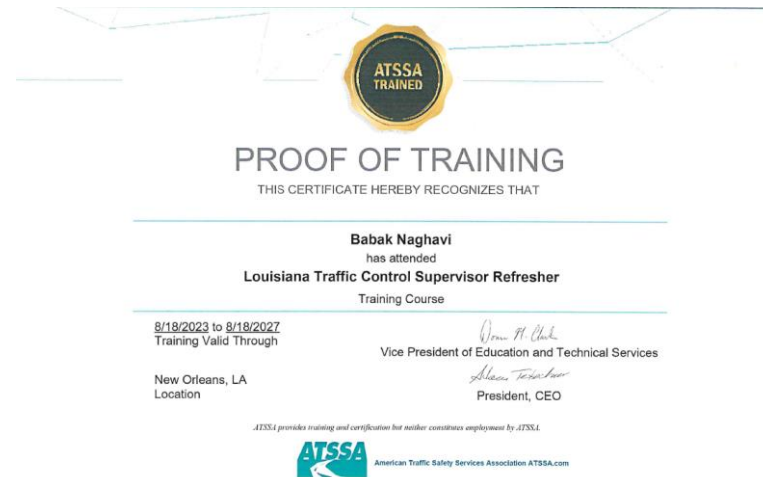 ATSSA
TRAINED
PROOF OF TRAINING
THIS CERTIFICATE HEREBY RECOGNIZES THAT
Babak Naghavi
has attended
Louisiana Traffic Control Supervisor Refresher
Training Course
8/18/2023 to 8/18/2027
Training Valid Through
Vice President of Education and Technical Services
New Orleans, LA
Location
President, CEO
ATSSA provides training and certification but neither constitutes employment by ATSSA.
ATSSA
American Traffic Safety Services Association ATSSA.com